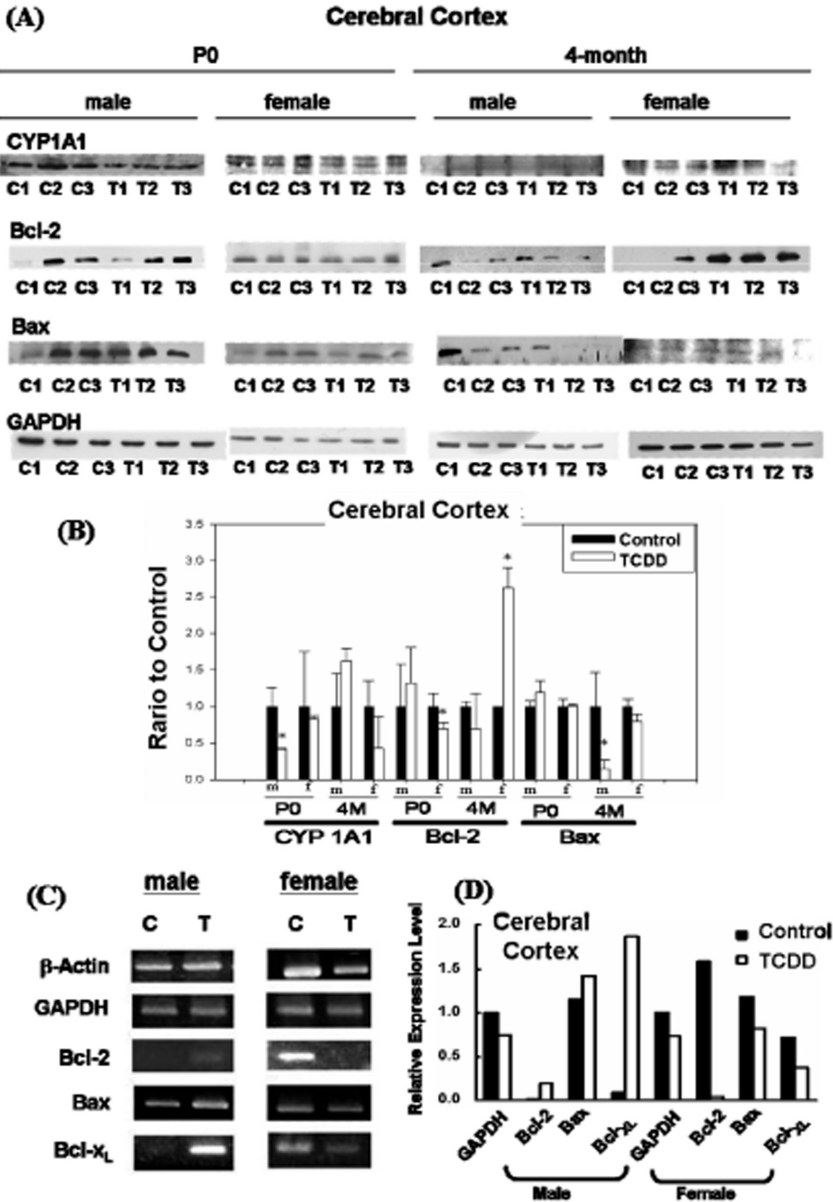 (A)
Cerebral Cortex
P0 4-month
male female male female
CYP1A1
C1 C2 C3 T1 T2 T3 C1 C2 C3 T1 T2 T3 C1 C2 C3 T1 T2 T3 C1 C2 C3 T1 T2 T3
Bcl-2
C1 C2 C3 T1 T2 T3 C1 C2 C3 T1 T2 T3 C1 C2 C3 T1 T2 T3 C1 C2 C3 T1 T2 T3
Bax
C1 C2 C3 T1 T2 T3 C1 C2 C3 T1 T2 T3 C1 C2 C3 T1 T2 T3 C1 C2 C3 T1 T2 T3
GAPDH
C1 C2 C3 T1 T2 T3 C1 C2 C3 T1 T2 T3 C1 C2 C3 T1 T2 T3 C1 C2 C3 T1 T2 T3
(B)
Cerebral Cortex :
Control
TCDD
Rario to Control
3.5
3.0
2.5
2.0
1.5
1.0
0.5
0.0
* * * *
m f m f m f m f m f m f
P0 4M P0 4M P0 4M
CYP 1A1 Bcl-2 Bax
(C)
male female
C T C T
β-Actin
GAPDH
Bcl-2
Bax
Bcl-xL
(D)
Cerebral
Cortex
Control
TCDD
Relative Expression Level
2.0
1.5
1.0
0.5
0.0
GAPDH Bcl-2 Bax Bcl-XL GAPDH Bcl-2 Bax Bcl-XL
Male Female